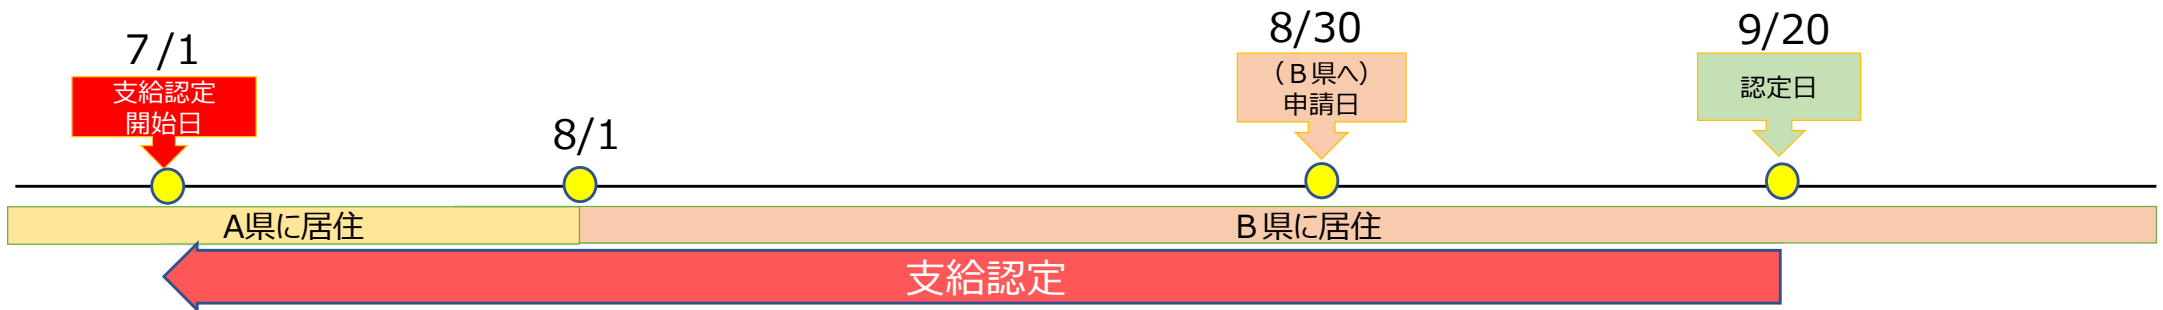 7/1
支給認定
開始日
8/1
8/30
（Ｂ県へ）
申請日
9/20
認定日
A県に居住
Ｂ県に居住
支給認定